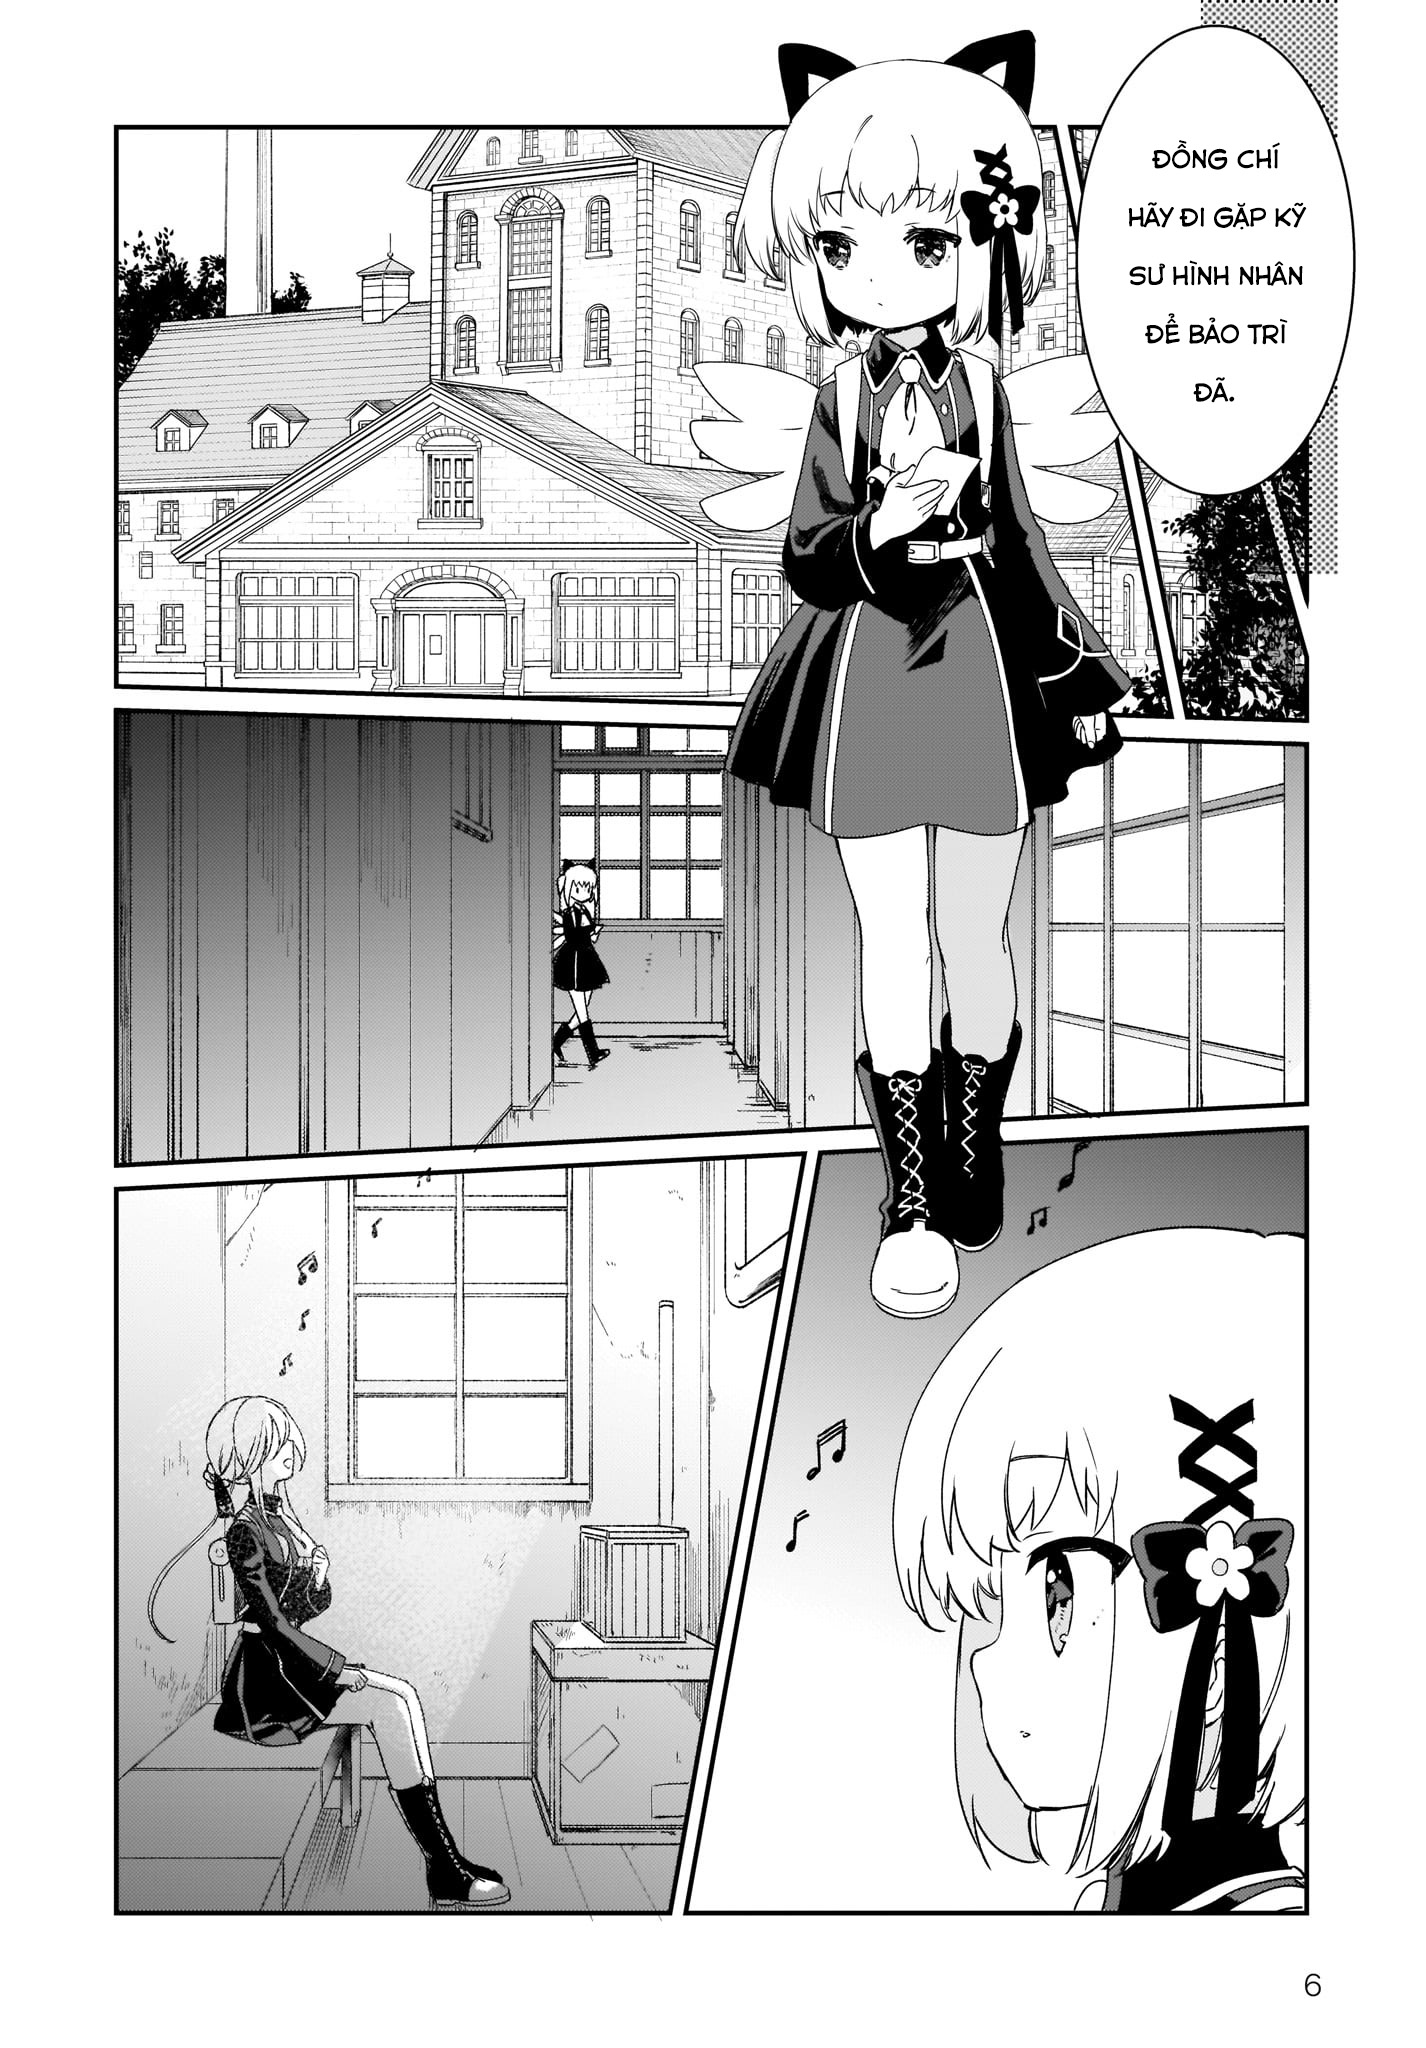 ĐỒNG CHÍ
HÃY ĐI GẶP KỸ
SƯ HÌNH NHÂN
ĐỂ BẢO TRÌ
ĐÃ.
6